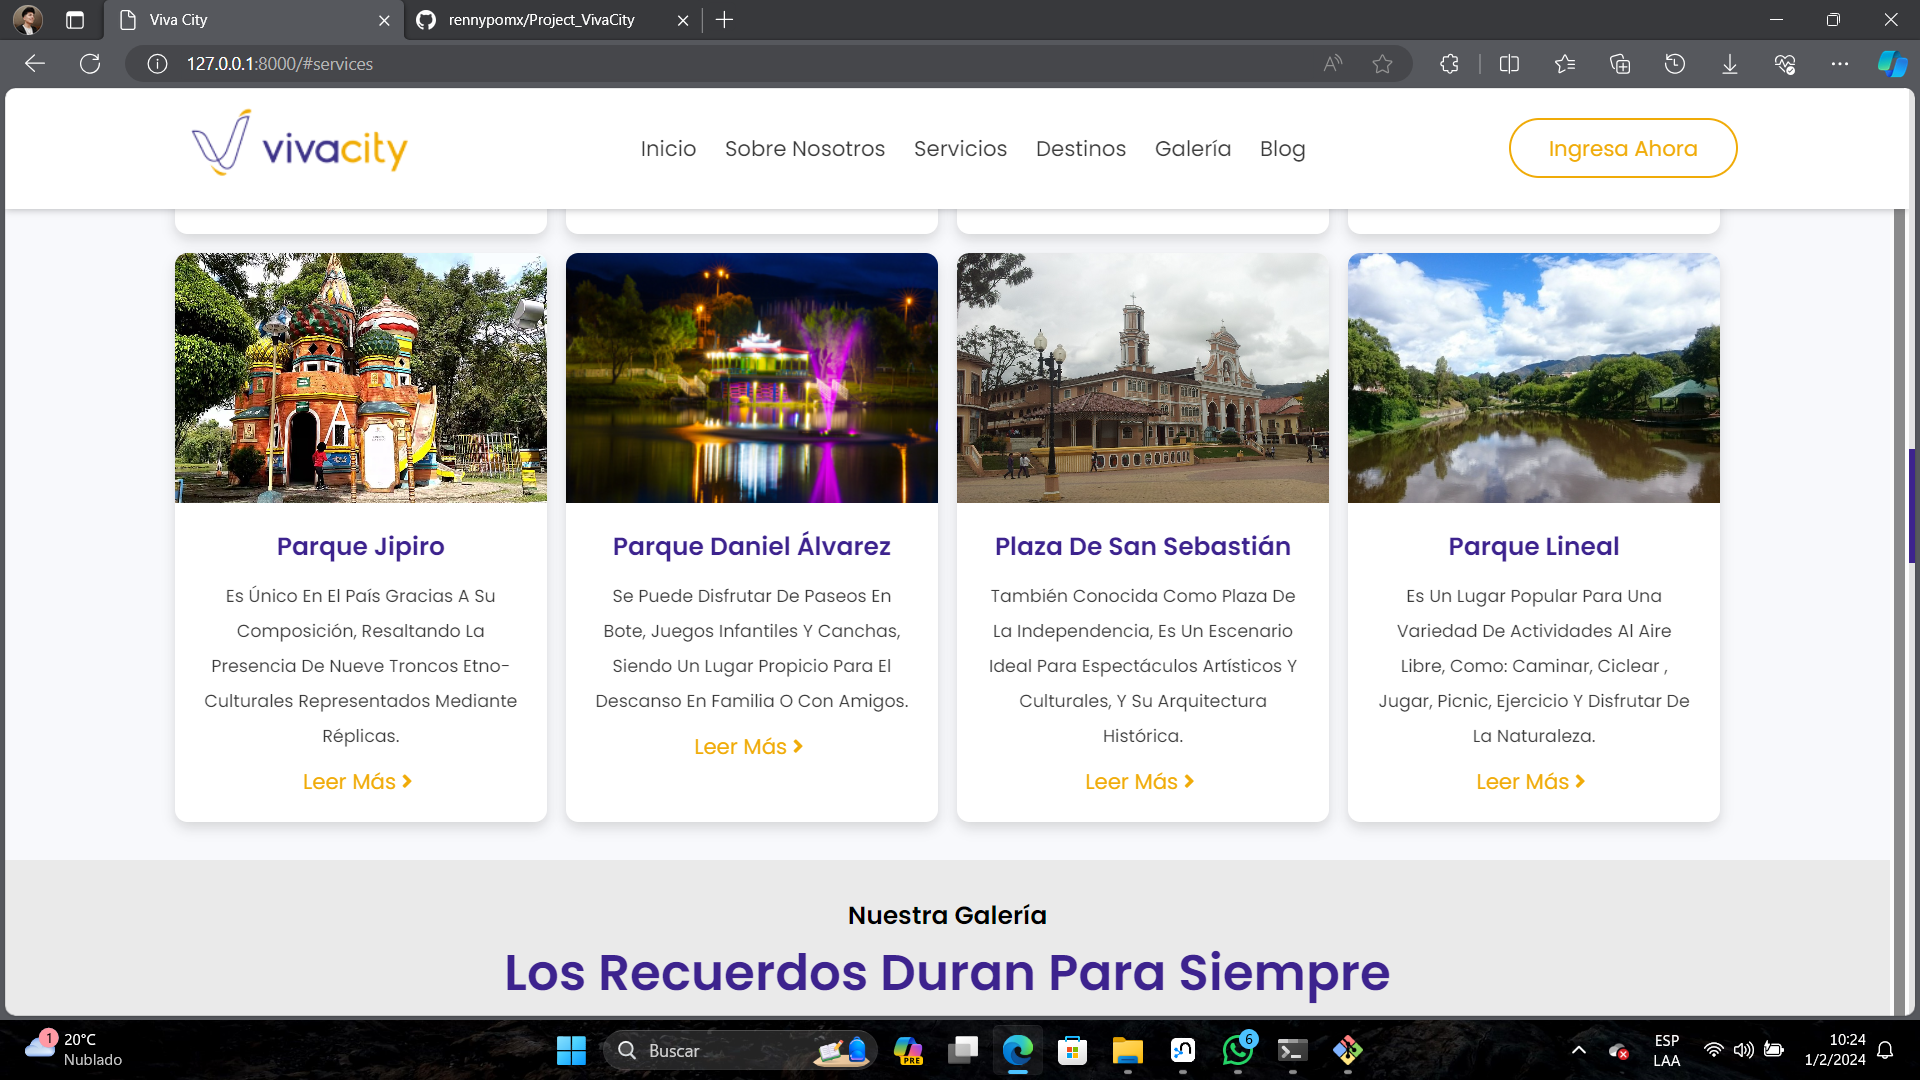 Viva City
rennypomx/Project_VivaCity
127.0.0.1:8000/#services
vivacity
Inicio
Sobre Nosotros
Servicios
Destinos
Galería
Blog
Ingresa Ahora
Parque Jipiro
Es Único En El País Gracias A Su
Composición, Resaltando La
Presencia De Nueve Troncos Etno-
Culturales Representados Mediante
Réplicas.
Leer Más
Parque Daniel Álvarez
Se Puede Disfrutar De Paseos En
Bote, Juegos Infantiles Y Canchas,
Siendo Un Lugar Propicio Para El
Descanso En Familia O Con Amigos.
Leer Más
Plaza De San Sebastián
También Conocida Como Plaza De
La Independencia, Es Un Escenario
Ideal Para Espectáculos Artísticos Y
Culturales, Y Su Arquitectura
Histórica.
Leer Más
Parque Lineal
Es Un Lugar Popular Para Una
Variedad De Actividades Al Aire
Libre, Como: Caminar, Ciclear ,
Jugar, Picnic, Ejercicio Y Disfrutar De
La Naturaleza.
Leer Más
Nuestra Galería
Los Recuerdos Duran Para Siempre
1
20°C
Nublado
Buscar
PRE
6
ESP
LAA
10:24
1/2/2024